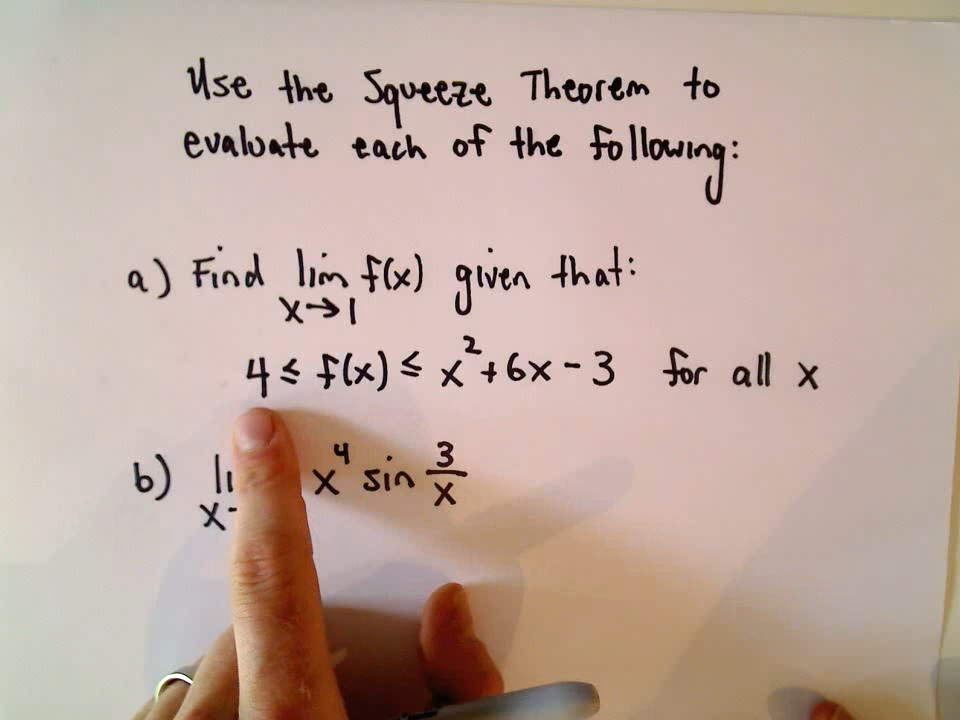 Use the Squeeze Theorem to
evaluate each of the following:
a) Find lim f(x) given that:
x→1
4 ≤ f(x) ≤ x² + 6x - 3 for all x
b) x⁴ sin 3/x
x